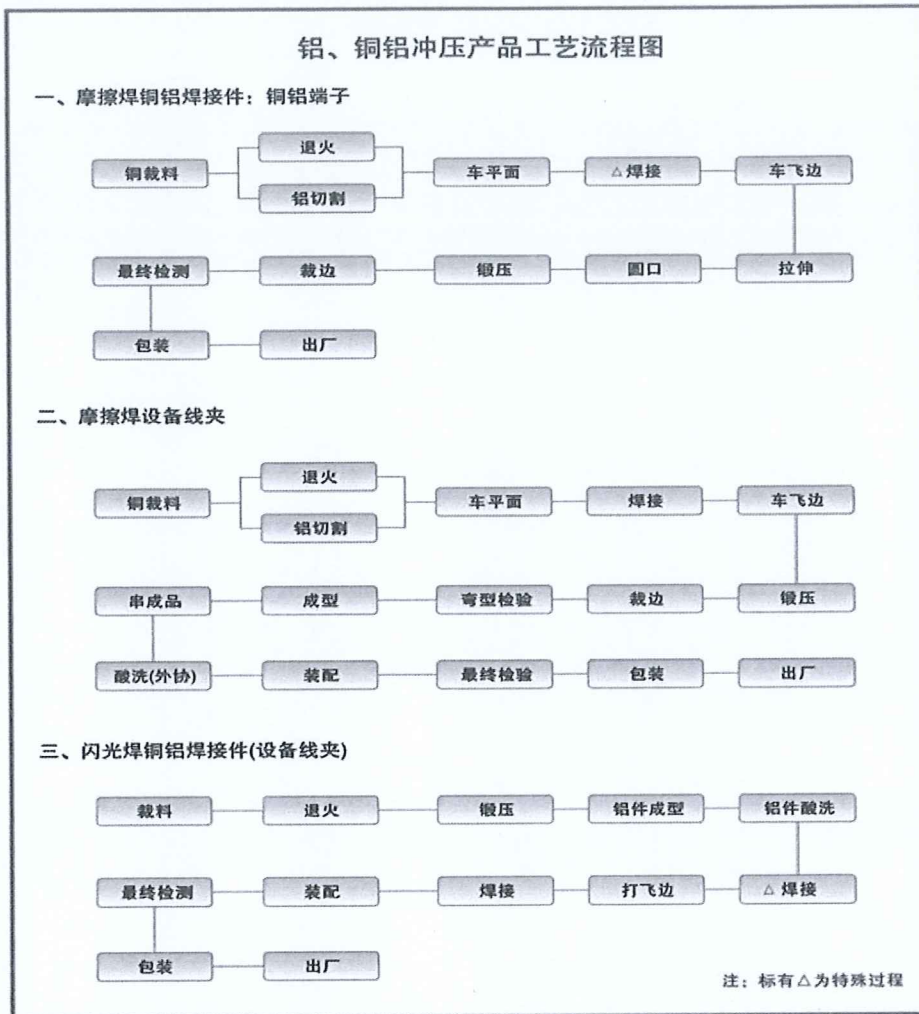 铝、铜铝冲压产品工艺流程图
一、摩擦焊铜铝焊接件：铜铝端子
退火
铜裁料 车平面 △焊接 车飞边
铝切割
最终检测 裁边 锻压 圆口 拉伸
包装 出厂
二、摩擦焊设备线夹
退火
铜裁料 车平面 焊接 车飞边
铝切割
串成品 成型 弯型检验 裁边 锻压
酸洗(外协) 装配 最终检验 包装 出厂
三、闪光焊铜铝焊接件(设备线夹)
裁料 退火 锻压 铝件成型 铝件酸洗
最终检测 装配 焊接 打飞边 △焊接
包装 出厂
注：标有△为特殊过程